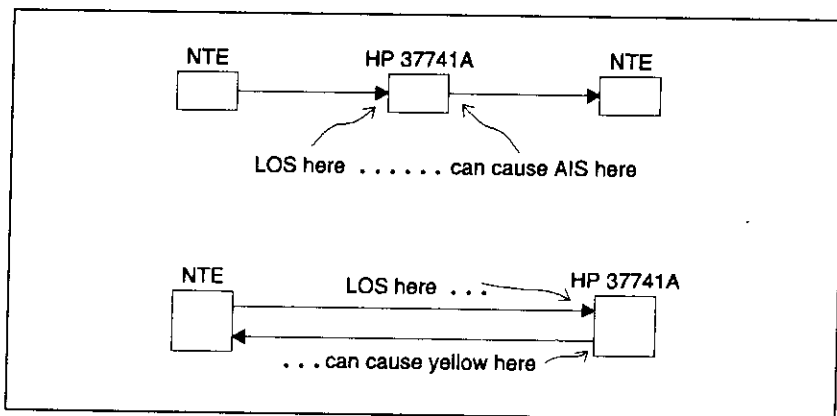 NTE HP 37741A NTE
LOS here . . . . . . can cause AIS here
NTE HP 37741A
LOS here . . .
. . . can cause yellow here